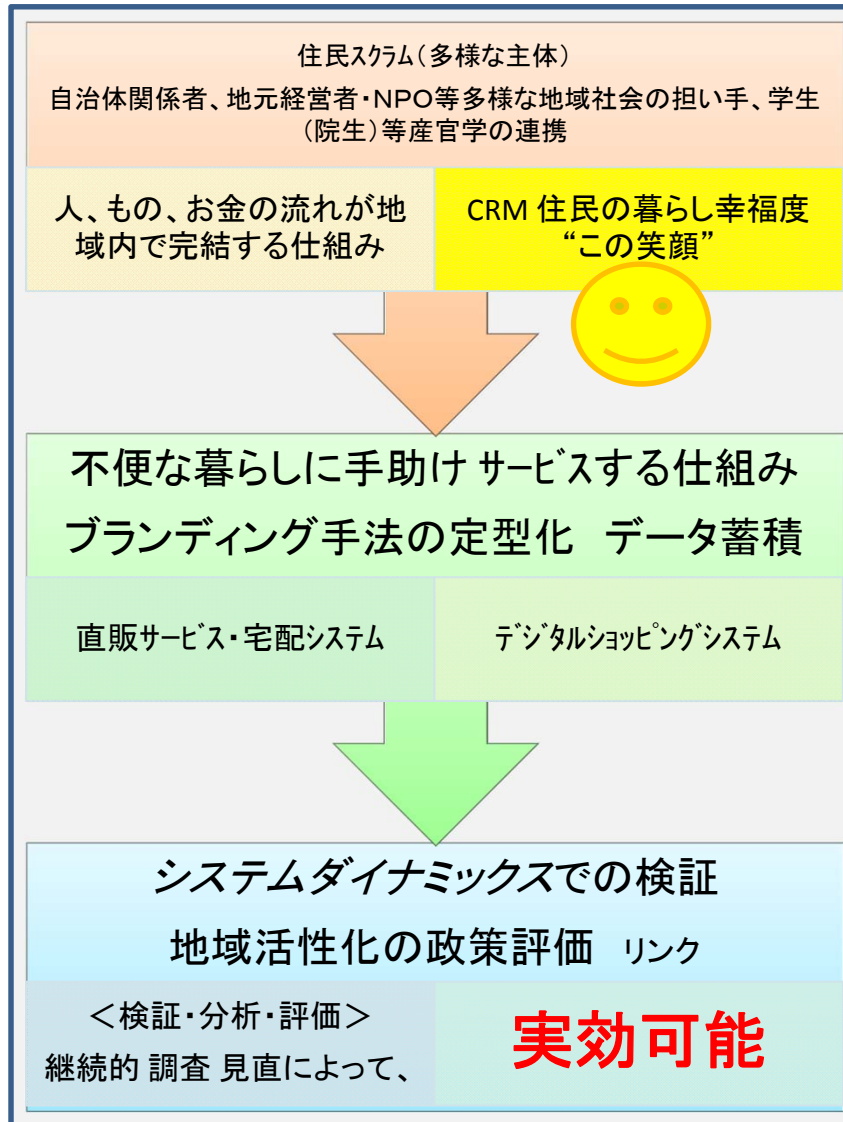 住民ｽｸﾗﾑ（多様な主体）
自治体関係者、地元経営者・ＮＰＯ等多様な地域社会の担い手、学生
（院生）等産官学の連携
人、もの、お金の流れが地
域内で完結する仕組み
CRM 住民の暮らし幸福度
“この笑顔”
不便な暮らしに手助け ｻｰﾋﾞｽする仕組み
ブランディング手法の定型化　データ蓄積
直販ｻｰﾋﾞｽ・宅配ｼｽﾃﾑ
ﾃﾞｼﾞﾀﾙｼｮｯﾋﾟﾝｸﾞｼｽﾃﾑ
システムダイナミックスでの検証
地域活性化の政策評価　リンク
＜検証・分析・評価＞
継続的 調査 見直によって、
実効可能